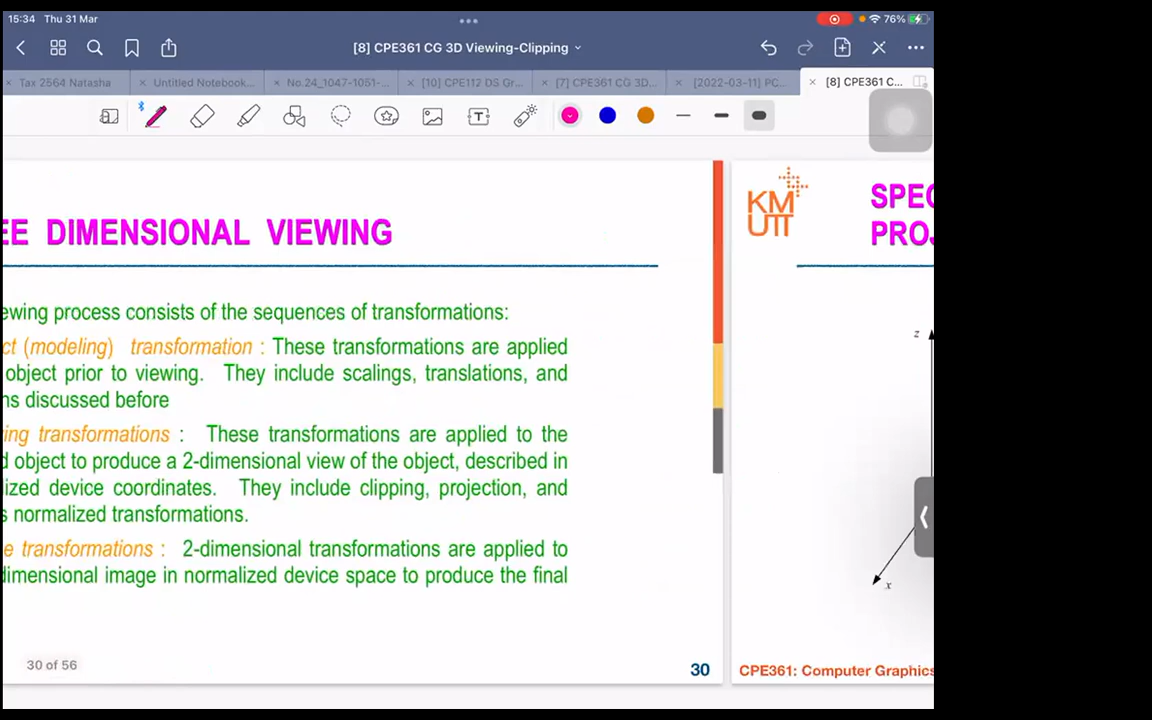 15:34 Thu 31 Mar
76%
[8] CPE361 CG 3D Viewing-Clipping
Tax 2564 Natasha
Untitled Notebook...
No.24_1047-1051-...
[10] CPE112 DS Gr...
[7] CPE361 CG 3D...
[2022-03-11] PC...
[8] CPE361 C...
T
EE DIMENSIONAL VIEWING
ewing process consists of the sequences of transformations:
ct (modeling) transformation : These transformations are applied
object prior to viewing. They include scalings, translations, and
ns discussed before
ing transformations : These transformations are applied to the
d object to produce a 2-dimensional view of the object, described in
ized device coordinates. They include clipping, projection, and
s normalized transformations.
e transformations : 2-dimensional transformations are applied to
dimensional image in normalized device space to produce the final
30 of 56
30
KM
UTT
SPEC
PROJ
z
x
CPE361: Computer Graphics